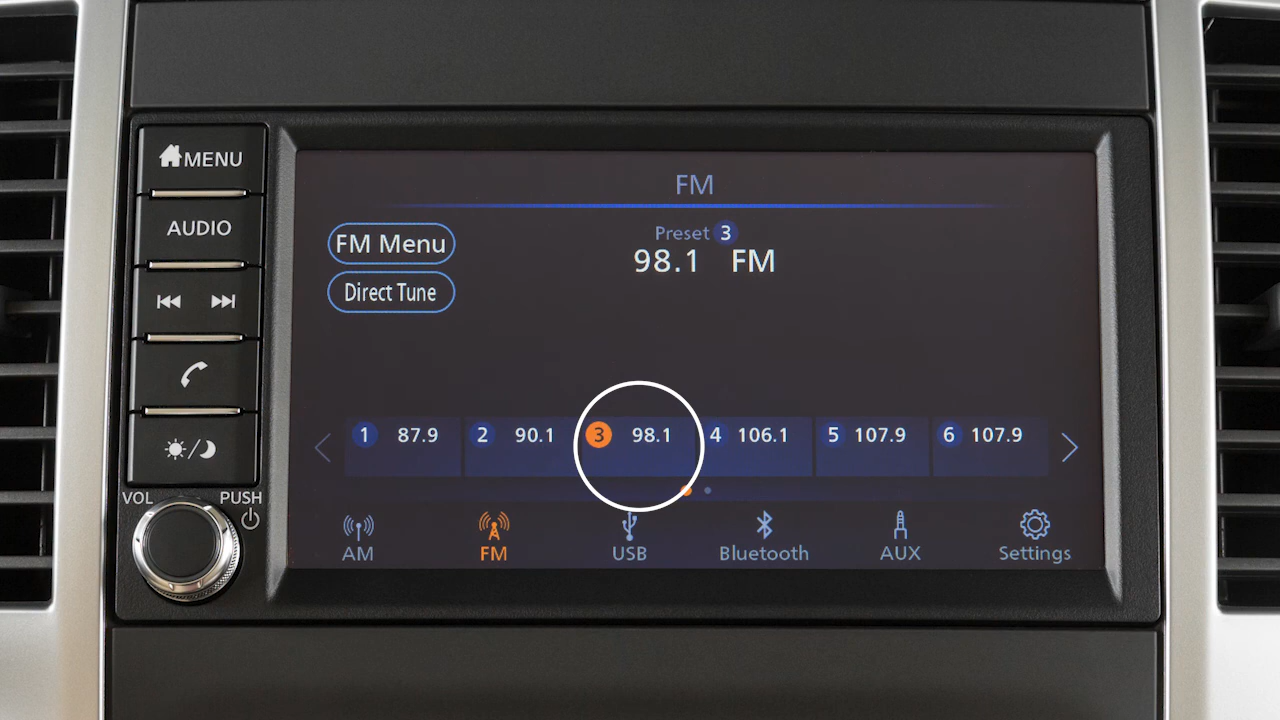 MENU
AUDIO
VOL
PUSH
FM
FM Menu
Direct Tune
Preset 3
98.1 FM
1 87.9 2 90.1 3 98.1 4 106.1 5 107.9 6 107.9
AM FM USB Bluetooth AUX Settings